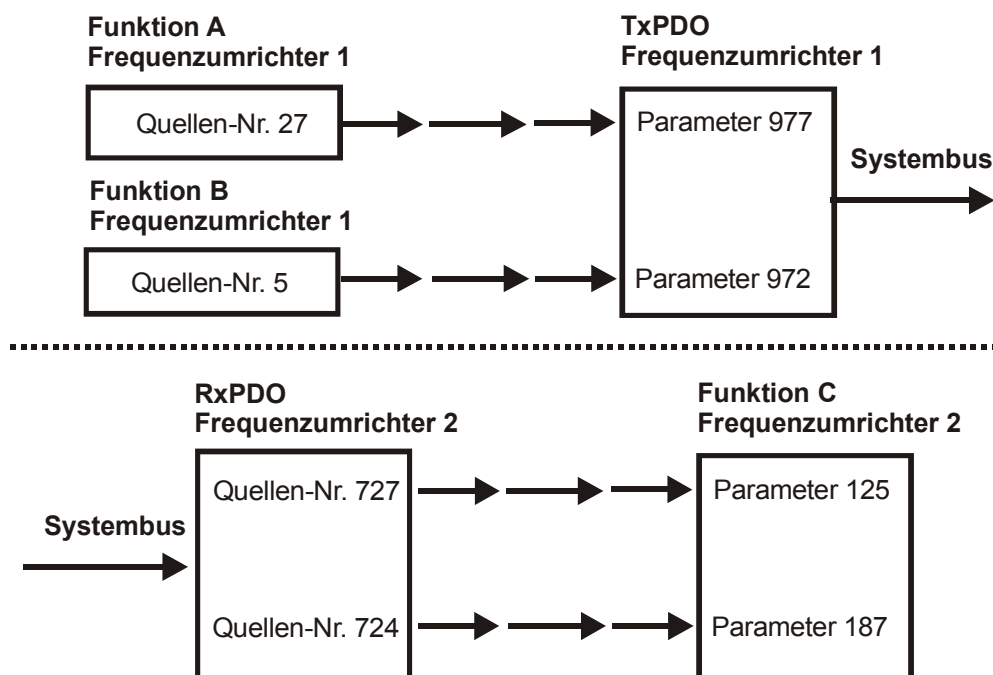 Funktion A
Frequenzumrichter 1
Quellen-Nr. 27
Funktion B
Frequenzumrichter 1
Quellen-Nr. 5
TxPDO
Frequenzumrichter 1
Parameter 977
Parameter 972
Systembus
RxPDO
Frequenzumrichter 2
Systembus
Quellen-Nr. 727
Quellen-Nr. 724
Funktion C
Frequenzumrichter 2
Parameter 125
Parameter 187